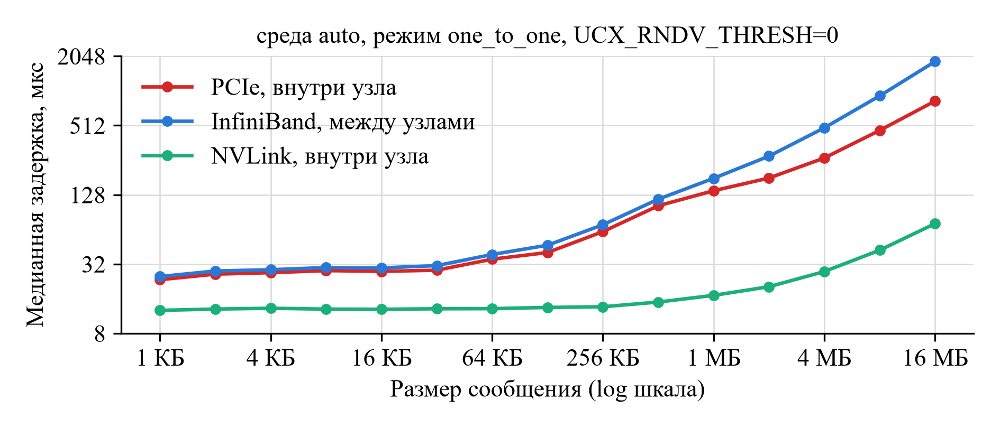 среда auto, режим one_to_one, UCX_RNDV_THRESH=0
Медианная задержка, мкс
2048
512
128
32
8
PCIe, внутри узла
InfiniBand, между узлами
NVLink, внутри узла
1 КБ 4 КБ 16 КБ 64 КБ 256 КБ 1 МБ 4 МБ 16 МБ
Размер сообщения (log шкала)